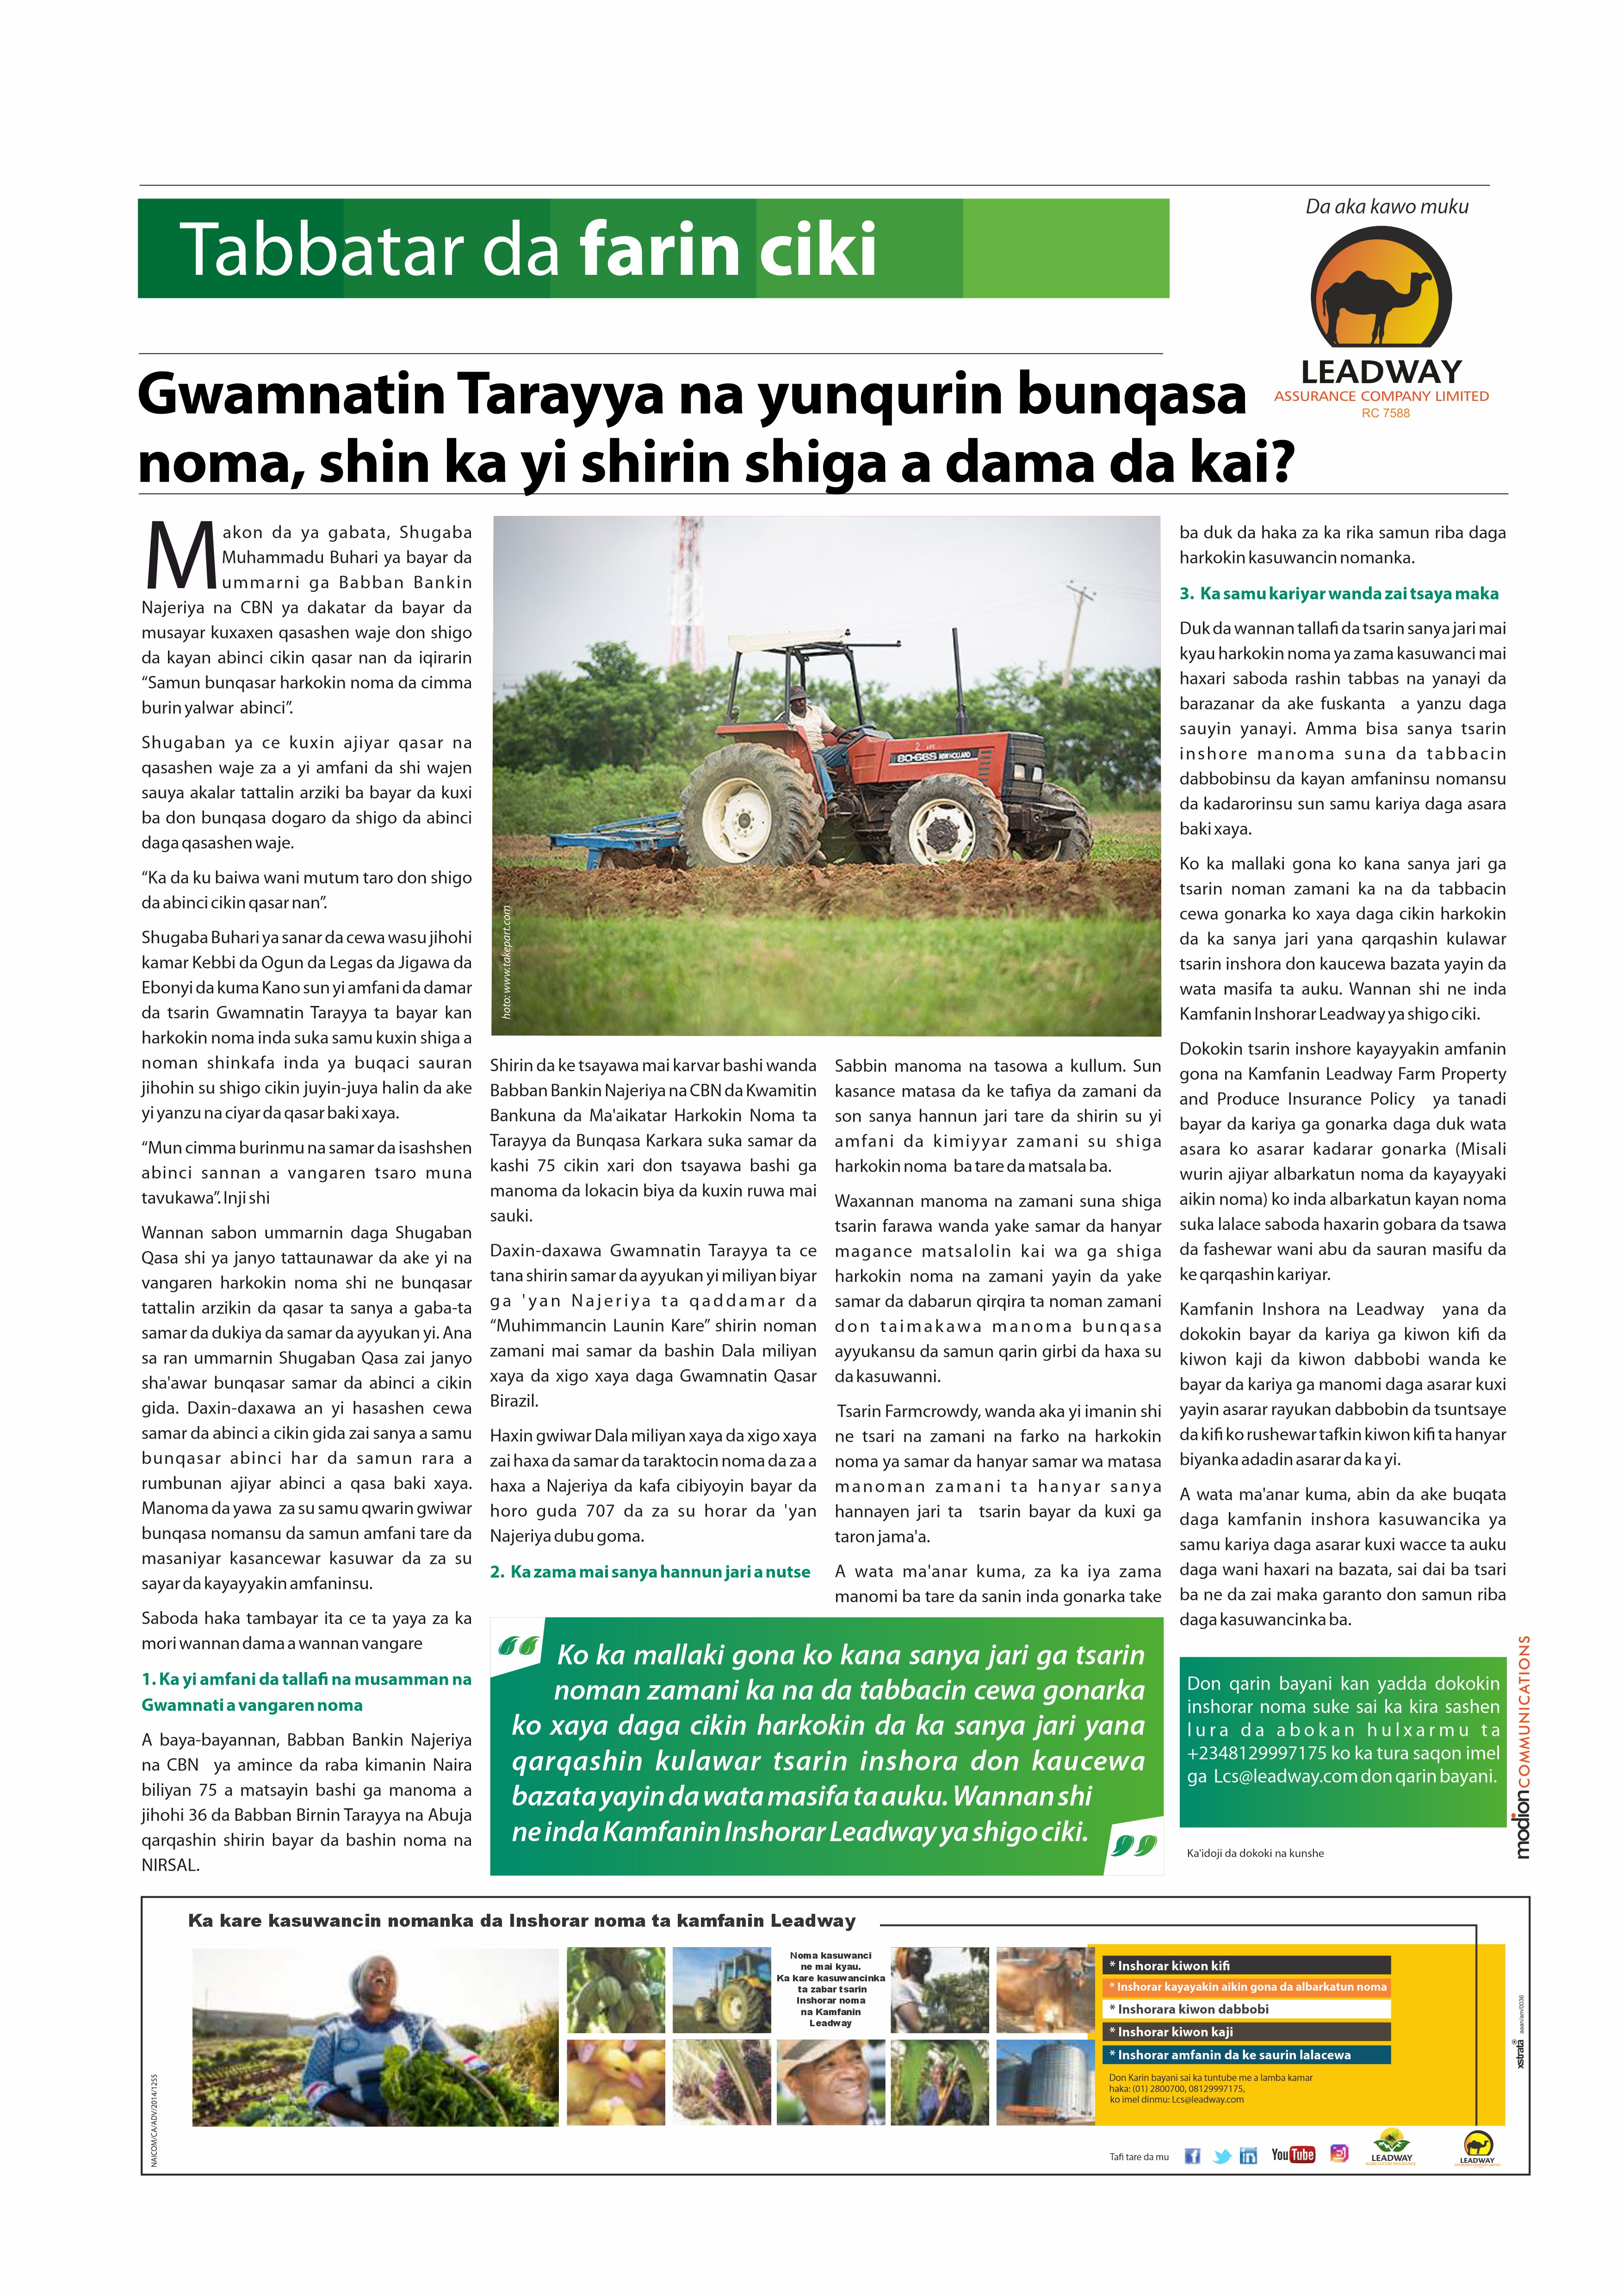 Tabbatar da farin ciki
Da aka kawo muku
LEADWAY
ASSURANCE COMPANY LIMITED
RC 7588
Gwamnatin Tarayya na yunqurin bunqasa
noma, shin ka yi shirin shiga a dama da kai?
Makon da ya gabata, Shugaba
Muhammadu Buhari ya bayar da
ummarni ga Babban Bankin
Najeriya na CBN ya dakatar da bayar da
musayar kuxaxen qasashen waje don shigo
da kayan abinci cikin qasar nan da iqirarin
“Samun bunqasar harkokin noma da cimma
burin yalwar abinci”.
Shugaban ya ce kuxin ajiyar qasar na
qasashen waje za a yi amfani da shi wajen
sauya akalar tattalin arziki ba bayar da kuxi
ba don bunqasa dogaro da shigo da abinci
daga qasashen waje.
“Ka da ku baiwa wani mutum taro don shigo
da abinci cikin qasar nan”.
Shugaba Buhari ya sanar da cewa wasu jihohi
kamar Kebbi da Ogun da Legas da Jigawa da
Ebonyi da kuma Kano sun yi amfani da damar
da tsarin Gwamnatin Tarayya ta bayar kan
harkokin noma inda suka samu kuxin shiga a
noman shinkafa inda ya buqaci sauran
jihohin su shigo cikin juyin-juya halin da ake
yi yanzu na ciyar da qasar baki xaya.
“Mun cimma burinmu na samar da isashshen
abinci sannan a vangaren tsaro muna
tavukawa”. Inji shi
Wannan sabon ummarnin daga Shugaban
Qasa shi ya janyo tattaunawar da ake yi na
vangaren harkokin noma shi ne bunqasar
tattalin arzikin da qasar ta sanya a gaba-ta
samar da dukiya da samar da ayyukan yi. Ana
sa ran ummarnin Shugaban Qasa zai janyo
sha'awar bunqasar samar da abinci a cikin
gida. Daxin-daxawa an yi hasashen cewa
samar da abinci a cikin gida zai sanya a samu
bunqasar abinci har da samun rara a
rumbunan ajiyar abinci a qasa baki xaya.
Manoma da yawa za su samu qwarin gwiwar
bunqasa nomansu da samun amfani tare da
masaniyar kasancewar kasuwar da za su
sayar da kayayyakin amfaninsu.
Saboda haka tambayar ita ce ta yaya za ka
mori wannan dama a wannan vangare
1. Ka yi amfani da tallafi na musamman na
Gwamnati a vangaren noma
A baya-bayannan, Babban Bankin Najeriya
na CBN ya amince da raba kimanin Naira
biliyan 75 a matsayin bashi ga manoma a
jihohi 36 da Babban Birnin Tarayya na Abuja
qarqashin shirin bayar da bashin noma na
NIRSAL.
hoto: www.takepart.com
80-66S NEW HOLLAND
Shirin da ke tsayawa mai karvar bashi wanda
Babban Bankin Najeriya na CBN da Kwamitin
Bankuna da Ma'aikatar Harkokin Noma ta
Tarayya da Bunqasa Karkara suka samar da
kashi 75 cikin xari don tsayawa bashi ga
manoma da lokacin biya da kuxin ruwa mai
sauki.
Daxin-daxawa Gwamnatin Tarayya ta ce
tana shirin samar da ayyukan yi miliyan biyar
ga 'yan Najeriya ta qaddamar da
“Muhimmancin Launin Kare” shirin noman
zamani mai samar da bashin Dala miliyan
xaya da xigo xaya daga Gwamnatin Qasar
Birazil.
Haxin gwiwar Dala miliyan xaya da xigo xaya
zai haxa da samar da taraktocin noma da za a
haxa a Najeriya da kafa cibiyoyin bayar da
horo guda 707 da za su horar da 'yan
Najeriya dubu goma.
2. Ka zama mai sanya hannun jari a nutse
Sabbin manoma na tasowa a kullum. Sun
kasance matasa da ke tafiya da zamani da
son sanya hannun jari tare da shirin su yi
amfani da kimiyyar zamani su shiga
harkokin noma ba tare da matsala ba.
Waxannan manoma na zamani suna shiga
tsarin farawa wanda yake samar da hanyar
magance matsalolin kai wa ga shiga
harkokin noma na zamani yayin da yake
samar da dabarun qirqira ta noman zamani
don taimakawa manoma bunqasa
ayyukansu da samun qarin girbi da haxa su
da kasuwanni.
Tsarin Farmcrowdy, wanda aka yi imanin shi
ne tsari na zamani na farko na harkokin
noma ya samar da hanyar samar wa matasa
manoman zamani ta hanyar sanya
hannayen jari ta tsarin bayar da kuxi ga
taron jama'a.
A wata ma'anar kuma, za ka iya zama
manomi ba tare da sanin inda gonarka take
ba duk da haka za ka rika samun riba daga
harkokin kasuwancin nomanka.
3. Ka samu kariyar wanda zai tsaya maka
Duk da wannan tallafi da tsarin sanya jari mai
kyau harkokin noma ya zama kasuwanci mai
haxari saboda rashin tabbas na yanayi da
barazanar da ake fuskanta a yanzu daga
sauyin yanayi. Amma bisa sanya tsarin
inshore manoma suna da tabbacin
dabbobinsu da kayan amfaninsu nomansu
da kadarorinsu sun samu kariya daga asara
baki xaya.
Ko ka mallaki gona ko kana sanya jari ga
tsarin noman zamani ka na da tabbacin
cewa gonarka ko xaya daga cikin harkokin
da ka sanya jari yana qarqashin kulawar
tsarin inshora don kaucewa bazata yayin da
wata masifa ta auku. Wannan shi ne inda
Kamfanin Inshorar Leadway ya shigo ciki.
Dokokin tsarin inshore kayayyakin amfanin
gona na Kamfanin Leadway Farm Property
and Produce Insurance Policy ya tanadi
bayar da kariya ga gonarka daga duk wata
asara ko asarar kadarar gonarka (Misali
wurin ajiyar albarkatun noma da kayayyaki
aikin noma) ko inda albarkatun kayan noma
suka lalace saboda haxarin gobara da tsawa
da fashewar wani abu da sauran masifu da
ke qarqashin kariyar.
Kamfanin Inshora na Leadway yana da
dokokin bayar da kariya ga kiwon kifi da
kiwon kaji da kiwon dabbobi wanda ke
bayar da kariya ga manomi daga asarar kuxi
yayin asarar rayukan dabbobin da tsuntsaye
da kifi ko rushewar tafkin kiwon kifi ta hanyar
biyanka adadin asarar da ka yi.
A wata ma'anar kuma, abin da ake buqata
daga kamfanin inshora kasuwancika ya
samu kariya daga asarar kuxi wacce ta auku
daga wani haxari na bazata, sai dai ba tsari
ba ne da zai maka garanto don samun riba
daga kasuwancinka ba.
Ko ka mallaki gona ko kana sanya jari ga tsarin
noman zamani ka na da tabbacin cewa gonarka
ko xaya daga cikin harkokin da ka sanya jari yana
qarqashin kulawar tsarin inshora don kaucewa
bazata yayin da wata masifa ta auku. Wannan shi
ne inda Kamfanin Inshorar Leadway ya shigo ciki.
Don qarin bayani kan yadda dokokin
inshorar noma suke sai ka kira sashen
lura da abokan hulxarmu ta
+2348129997175 ko ka tura saqon imel
ga Lcs@leadway.com don qarin bayani.
Ka'idoji da dokoki na kunshe
modion COMMUNICATIONS
Ka kare kasuwancin nomanka da Inshorar noma ta kamfanin Leadway
Noma kasuwanci
ne mai kyau.
Ka kare kasuwancinka
ta zabar tsarin
Inshorar noma
na Kamfanin
Leadway
* Inshorar kiwon kifi
* Inshorar kayayakin aikin gona da albarkatun noma
* Inshorara kiwon dabbobi
* Inshorar kiwon kaji
* Inshorar amfanin da ke saurin lalacewa
Don Karin bayani sai ka tuntube me a lamba kamar
haka: (01) 2800700, 08129997175,
ko imel dinmu: Lcs@leadway.com
NAICOM/CA/ADV/2014/1255
xstrata
Tafi tare da mu
You Tube
LEADWAY
LEADWAY